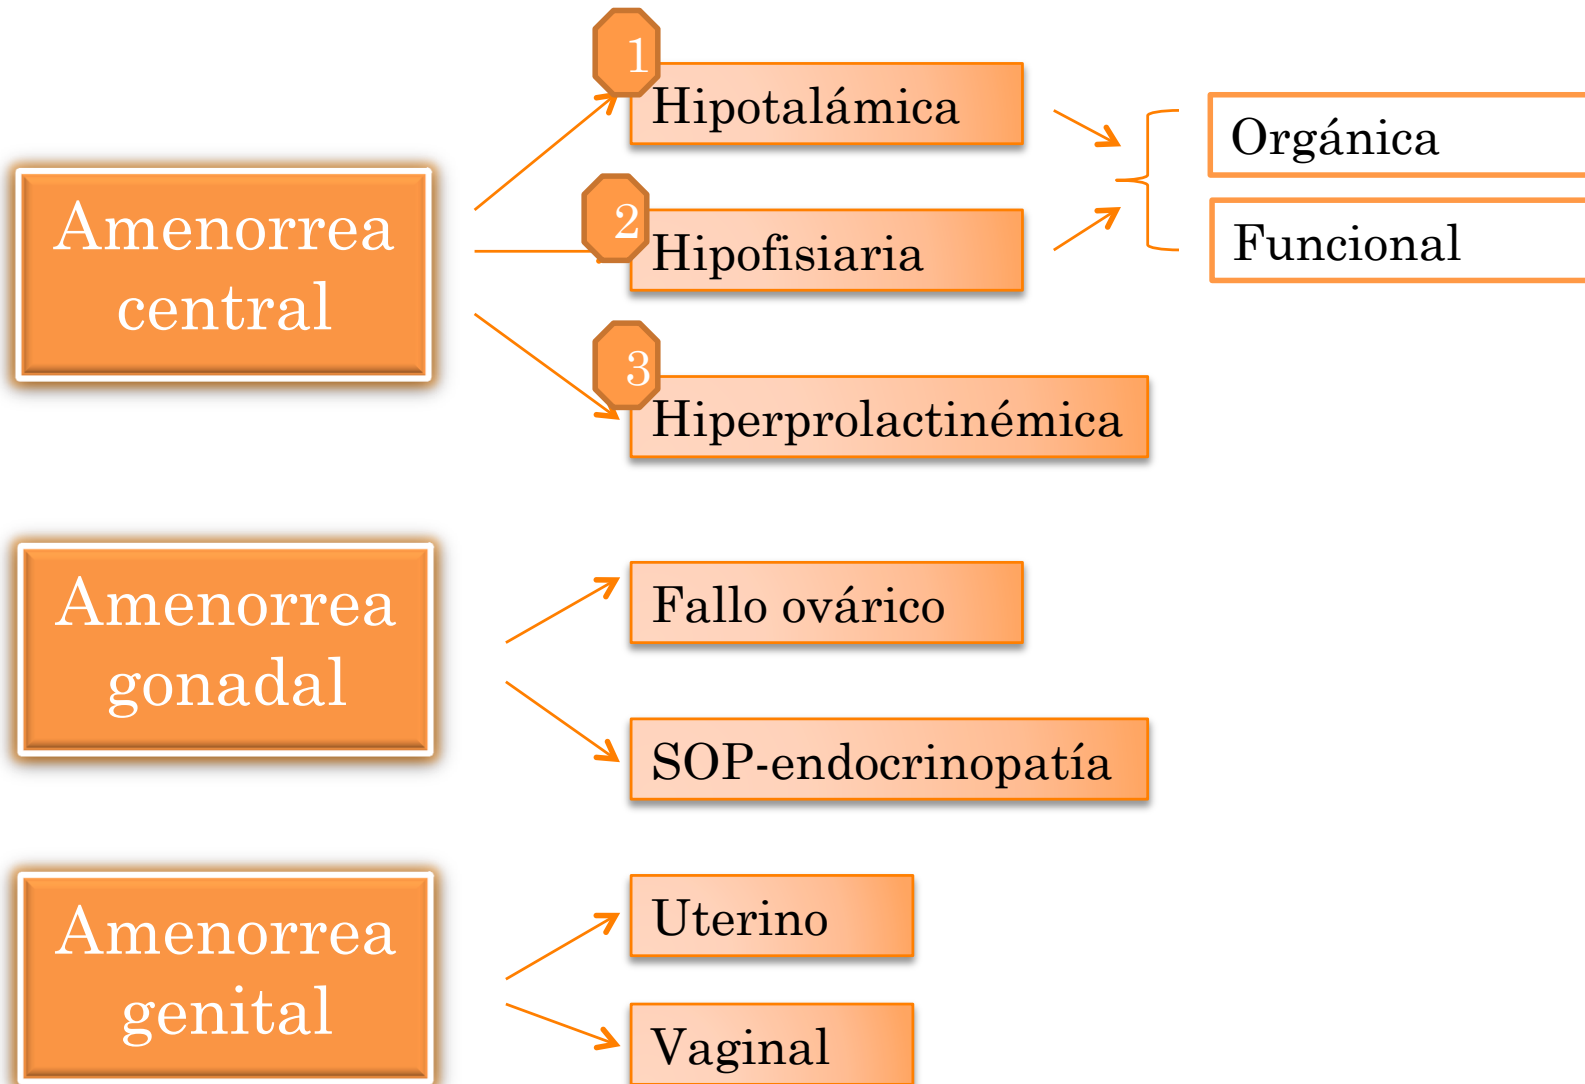 Amenorrea
central
1
Hipotalámica
2
Hipofisiaria
3
Hiperprolactinémica
Orgánica
Funcional
Amenorrea
gonadal
Fallo ovárico
SOP-endocrinopatía
Amenorrea
genital
Uterino
Vaginal